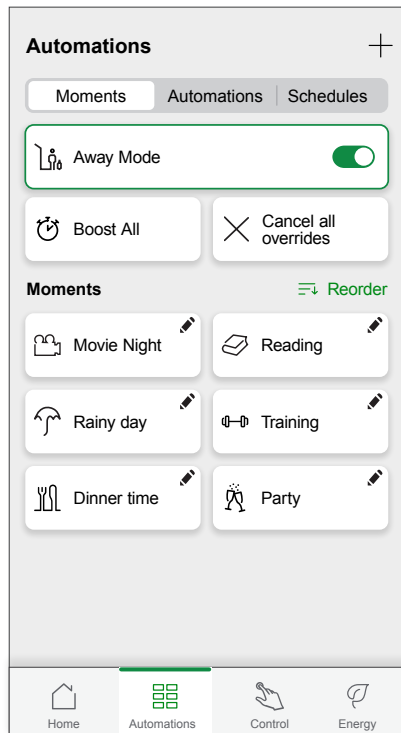 Automations
Moments
Automations
Schedules
Away Mode
Boost All
Cancel all
overrides
Moments
Reorder
Movie Night
Reading
Rainy day
Training
Dinner time
Party
Home
Automations
Control
Energy